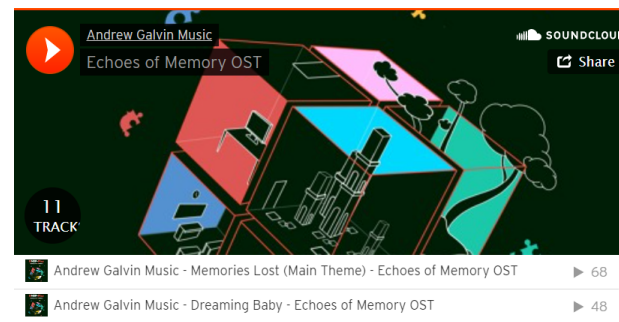 Andrew Galvin Music
SOUNDCLOU
Echoes of Memory OST
Share
11
TRACK
Andrew Galvin Music - Memories Lost (Main Theme) - Echoes of Memory OST
68
Andrew Galvin Music - Dreaming Baby - Echoes of Memory OST
48